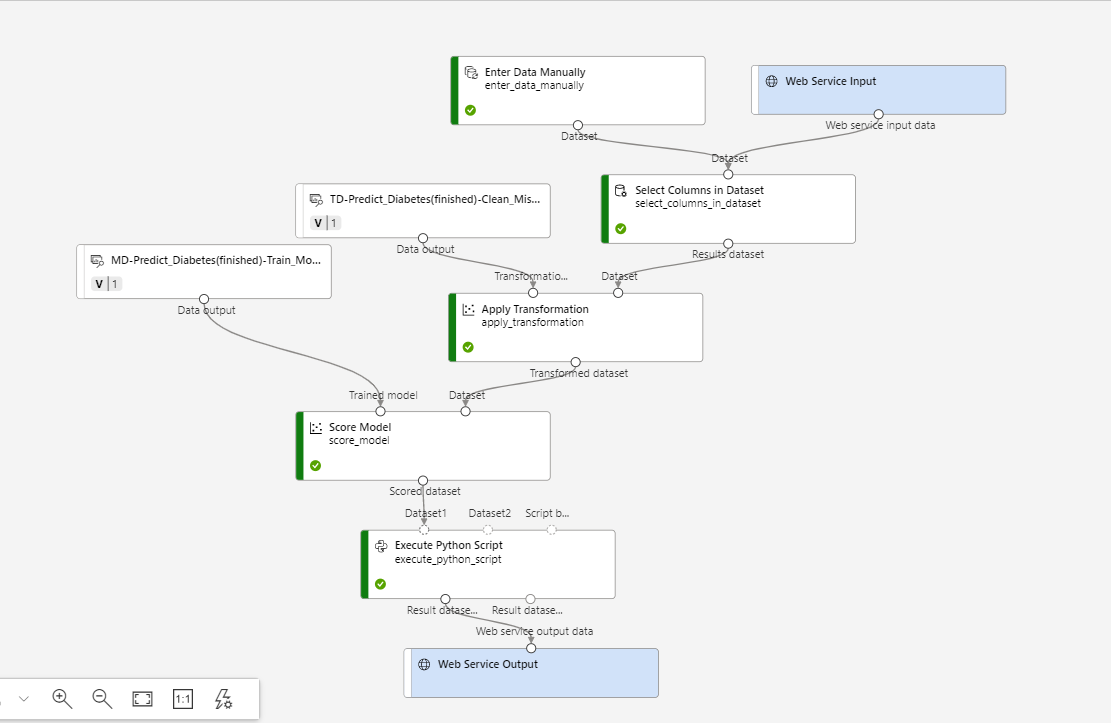 Enter Data Manually
enter_data_manually
Dataset
Web Service Input
Web service input data
Dataset
Select Columns in Dataset
select_columns_in_dataset
Results dataset
TD-Predict_Diabetes(finished)-Clean_Mis...
V 1
Data output
MD-Predict_Diabetes(finished)-Train_Mo...
V 1
Data output
Transformatio...
Dataset
Apply Transformation
apply_transformation
Transformed dataset
Trained model
Dataset
Score Model
score_model
Scored dataset
Dataset1
Dataset2
Script b...
Execute Python Script
execute_python_script
Result datase...
Result datase...
Web service output data
Web Service Output
1:1